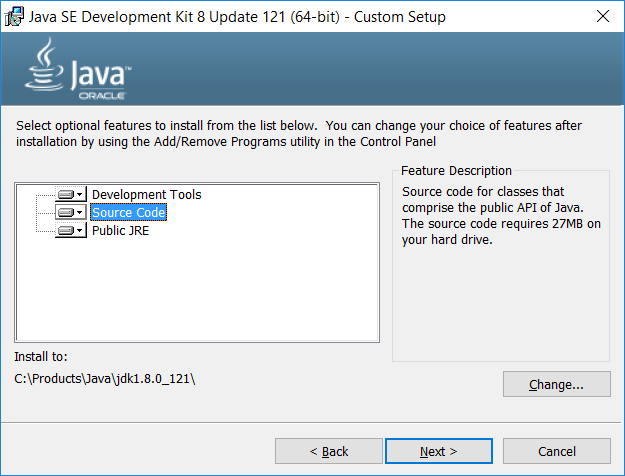 Java SE Development Kit 8 Update 121 (64-bit) - Custom Setup
Java™
ORACLE
Select optional features to install from the list below.  You can change your choice of features after
installation by using the Add/Remove Programs utility in the Control Panel
Development Tools
Source Code
Public JRE
Feature Description
Source code for classes that
comprise the public API of Java.
The source code requires 27MB on
your hard drive.
Install to:
C:\Products\Java\jdk1.8.0_121\
Change...
< Back
Next >
Cancel